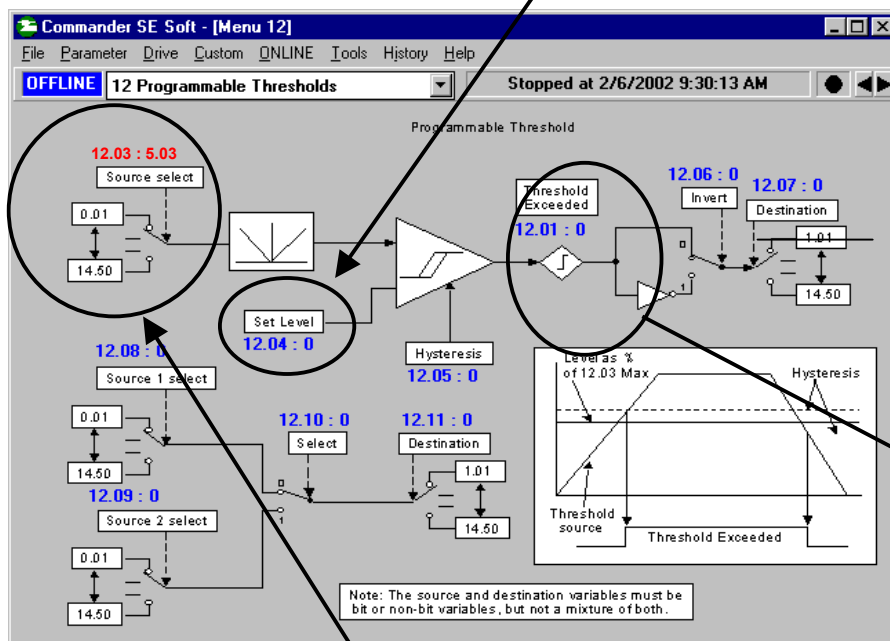 Commander SE Soft - [Menu 12]
File Parameter Drive Custom ONLINE Tools History Help
OFFLINE 12 Programmable Thresholds Stopped at 2/6/2002 9:30:13 AM
Programmable Threshold
12.03 : 5.03
Source select
0.01
14.50
Set Level
12.04 : 0
Hysteresis
12.05 : 0
Threshold
Exceeded
12.01 : 0
12.06 : 0
Invert
0
1
12.07 : 0
Destination
1.01
14.50
12.08 : 0
Source 1 select
0.01
14.50
12.09 : 0
Source 2 select
0.01
14.50
12.10 : 0
Select
0
1
12.11 : 0
Destination
1.01
14.50
Level as %
of 12.03 Max
Hysteresis
Threshold
source
Threshold Exceeded
Note: The source and destination variables must be
bit or non-bit variables, but not a mixture of both.